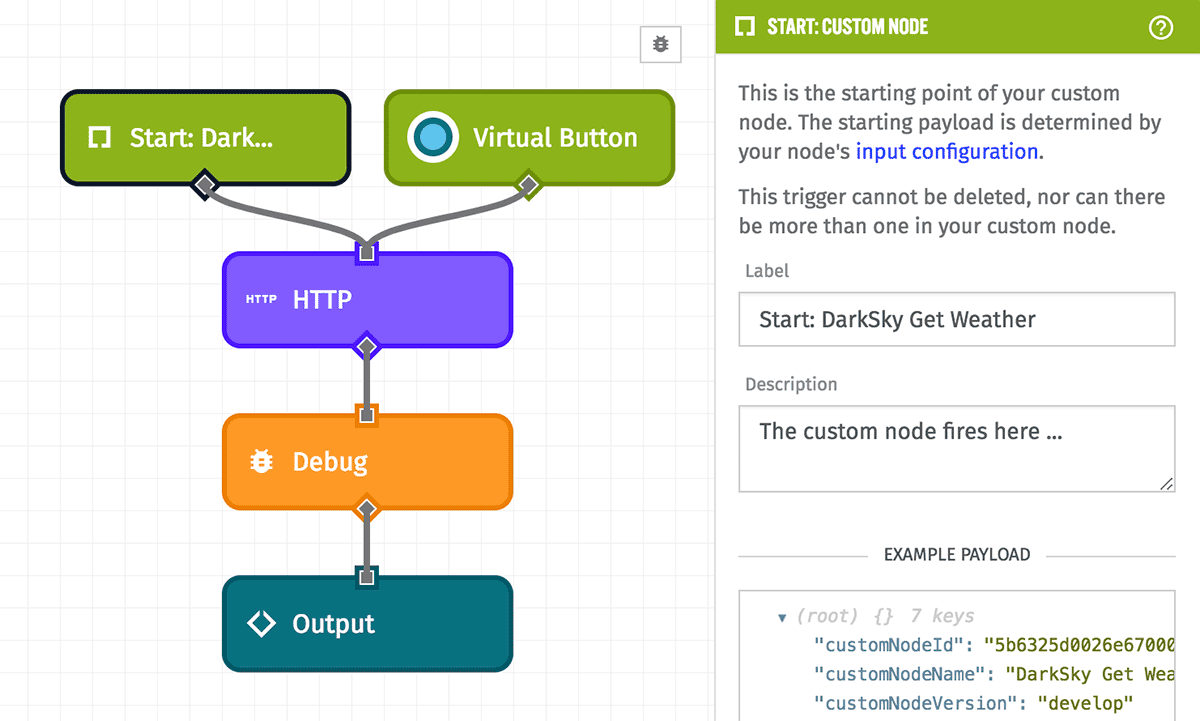 Start: Dark...
Virtual Button
HTTP HTTP
Debug
Output
START: CUSTOM NODE
This is the starting point of your custom
node. The starting payload is determined by
your node's input configuration.
This trigger cannot be deleted, nor can there
be more than one in your custom node.
Label
Start: DarkSky Get Weather
Description
The custom node fires here ...
EXAMPLE PAYLOAD
(root) {} 7 keys
"customNodeId": "5b6325d0026e67000
"customNodeName": "DarkSky Get Wea
"customNodeVersion": "develop"